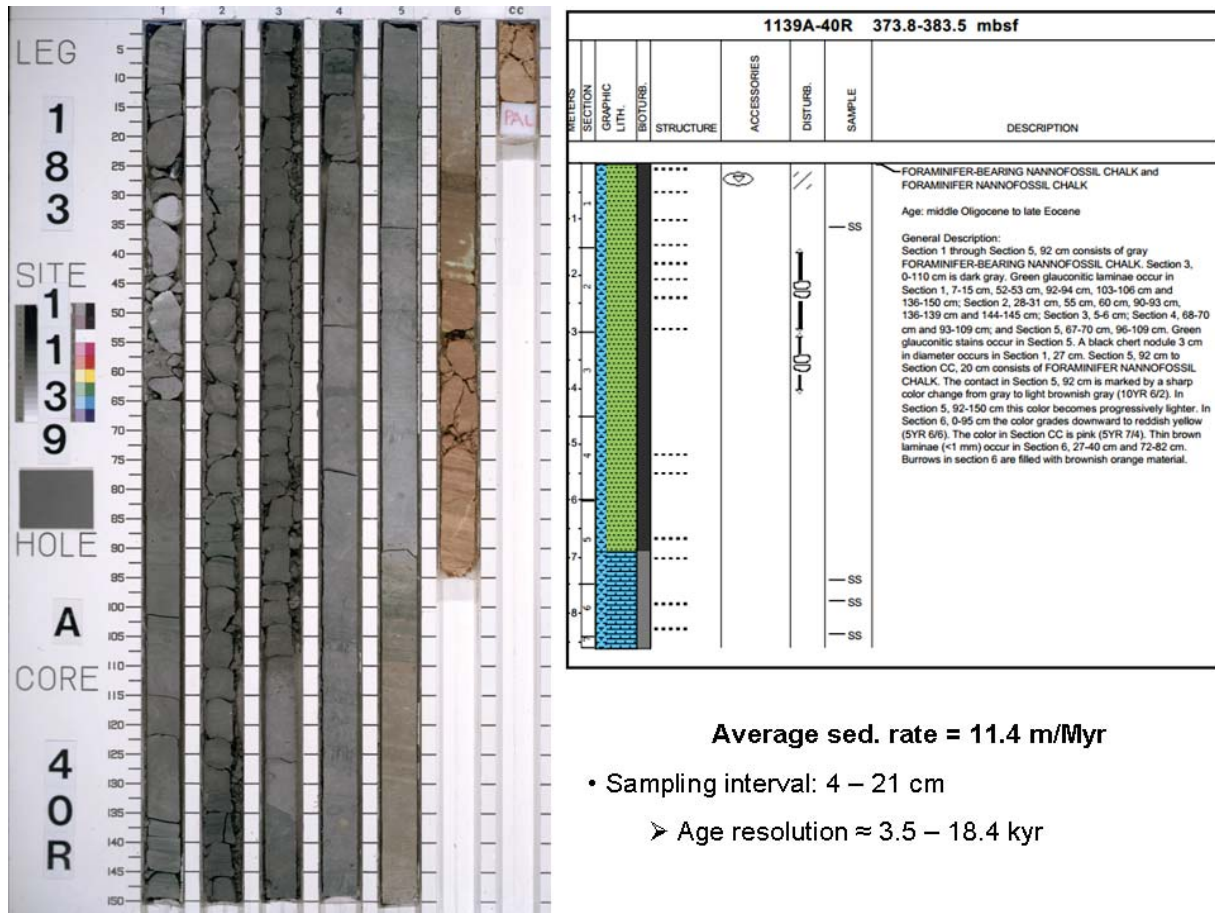 1 2 3 4 5 6 CC
LEG
1
8
3
SITE
1
1
3
9
HOLE
A
CORE
4
0
R
5
10
15
20
25
30
35
40
45
50
55
60
65
70
75
80
85
90
95
100
105
110
115
120
125
130
135
140
145
150
PAL
1139A-40R 373.8-383.5 mbsf
METERS
SECTION
GRAPHIC
LITH.
BIOTURB.
STRUCTURE
ACCESSORIES
DISTURB.
SAMPLE
DESCRIPTION
-1-
-2-
-3-
-4-
-5-
-6-
-7-
-8-
1
2
3
4
5
6
SS
SS
SS
SS
FORAMINIFER-BEARING NANNOFOSSIL CHALK and
FORAMINIFER NANNOFOSSIL CHALK
Age: middle Oligocene to late Eocene
General Description:
Section 1 through Section 5, 92 cm consists of gray
FORAMINIFER-BEARING NANNOFOSSIL CHALK. Section 3,
0-110 cm is dark gray. Green glauconitic laminae occur in
Section 1, 7-15 cm, 52-53 cm, 92-94 cm, 103-106 cm and
136-150 cm; Section 2, 28-31 cm, 55 cm, 60 cm, 90-93 cm,
136-139 cm and 144-145 cm; Section 3, 5-6 cm; Section 4, 68-70
cm and 93-109 cm; and Section 5, 67-70 cm, 96-109 cm. Green
glauconitic stains occur in Section 5. A black chert nodule 3 cm
in diameter occurs in Section 1, 27 cm. Section 5, 92 cm to
Section CC, 20 cm consists of FORAMINIFER NANNOFOSSIL
CHALK. The contact in Section 5, 92 cm is marked by a sharp
color change from gray to light brownish gray (10YR 6/2). In
Section 5, 92-150 cm this color becomes progressively lighter. In
Section 6, 0-95 cm the color grades downward to reddish yellow
(5YR 6/6). The color in Section CC is pink (5YR 7/4). Thin brown
laminae (<1 mm) occur in Section 6, 27-40 cm and 72-82 cm.
Burrows in section 6 are filled with brownish orange material.
Average sed. rate = 11.4 m/Myr
• Sampling interval: 4 – 21 cm
➢ Age resolution ≈ 3.5 – 18.4 kyr